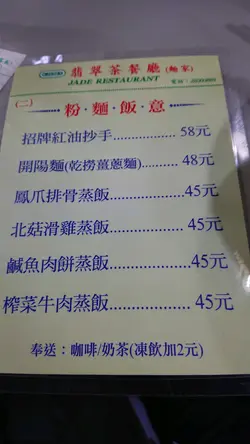 翡翠茶餐廳(麵家)
JADE RESTAURANT
(二)
粉·麵·飯·意
招牌紅油抄手............... 58元
開陽麵(乾撈薑蔥麵).......... 48元
鳳爪排骨蒸飯...............45元
北菇滑雞蒸飯...............45元
鹹魚肉餅蒸飯...............45元
榨菜牛肉蒸飯................. 45元
奉送：咖啡/奶茶(凍飲加2元)